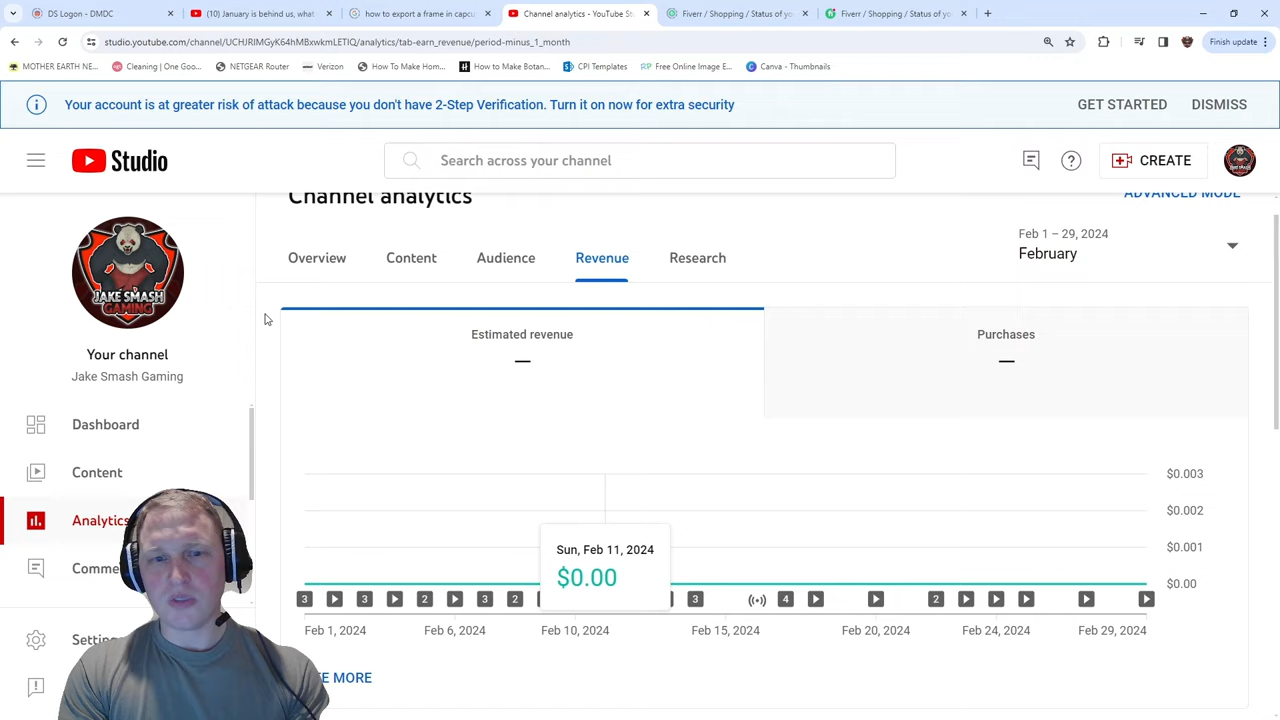 DS Logon - DMDC
(10) January is behind us, what
how to export a frame in capcu
Channel analytics - YouTube St
Fiverr / Shopping / Status of yo
Fiverr / Shopping / Status of yo
studio.youtube.com/channel/UCHJRIMGyK64hMBxwkmLETIQ/analytics/tab-earn_revenue/period-minus_1_month
Finish update
MOTHER EARTH NE...
Cleaning | One Goo...
NETGEAR Router
Verizon
How To Make Hom...
How to Make Botan...
CPI Templates
Free Online Image E...
Canva - Thumbnails
Your account is at greater risk of attack because you don't have 2-Step Verification. Turn it on now for extra security
GET STARTED
DISMISS
Studio
Search across your channel
CREATE
Channel analytics
ADVANCED MODE
Feb 1 – 29, 2024
February
Overview
Content
Audience
Revenue
Research
JAKE SMASH
GAMING
Your channel
Jake Smash Gaming
Dashboard
Content
Analytics
Comme
Settin
Estimated revenue
—
Purchases
—
$0.003
$0.002
$0.001
$0.00
Sun, Feb 11, 2024
$0.00
3 3 2 3 2 3 4 2
Feb 1, 2024
Feb 6, 2024
Feb 10, 2024
Feb 15, 2024
Feb 20, 2024
Feb 24, 2024
Feb 29, 2024
E MORE